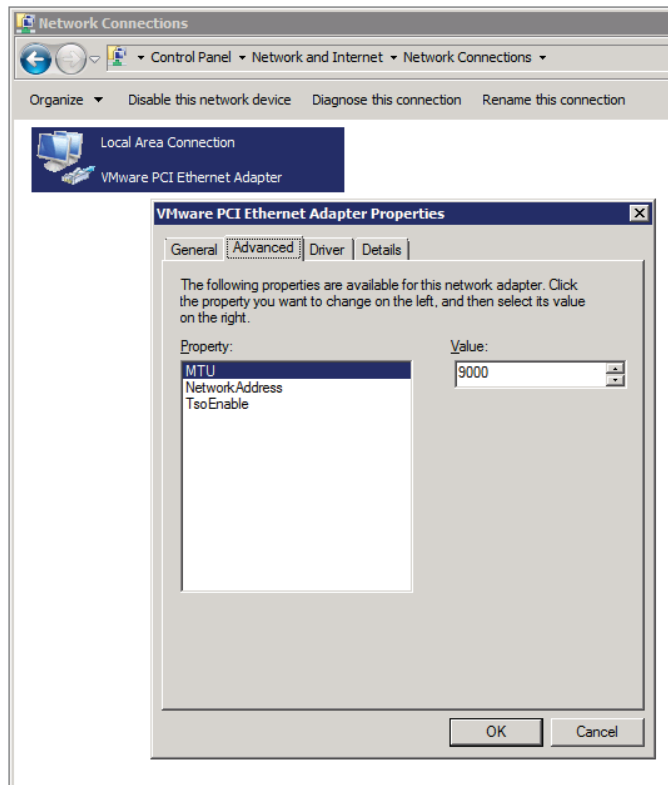 Network Connections
Control Panel Network and Internet Network Connections
Organize Disable this network device Diagnose this connection Rename this connection
Local Area Connection
VMware PCI Ethernet Adapter
VMware PCI Ethernet Adapter Properties
General Advanced Driver Details
The following properties are available for this network adapter. Click
the property you want to change on the left, and then select its value
on the right.
Property: Value:
MTU 9000
NetworkAddress
TsoEnable
OK Cancel